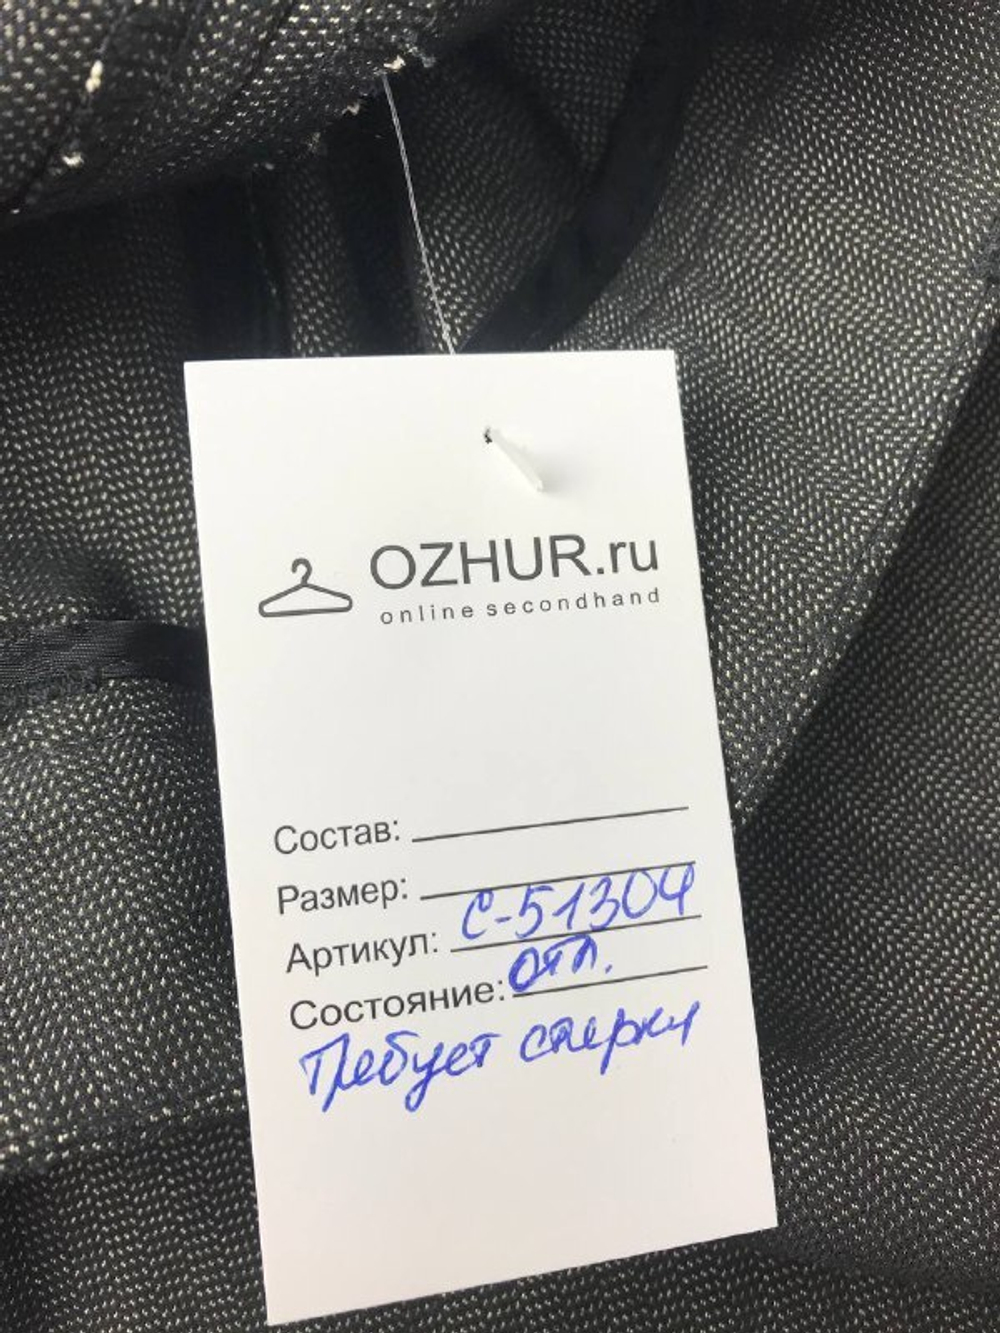 OZHUR.ru
online secondhand
Состав:
Размер:
Артикул: С-51304
Состояние: отл.
Требует стирки